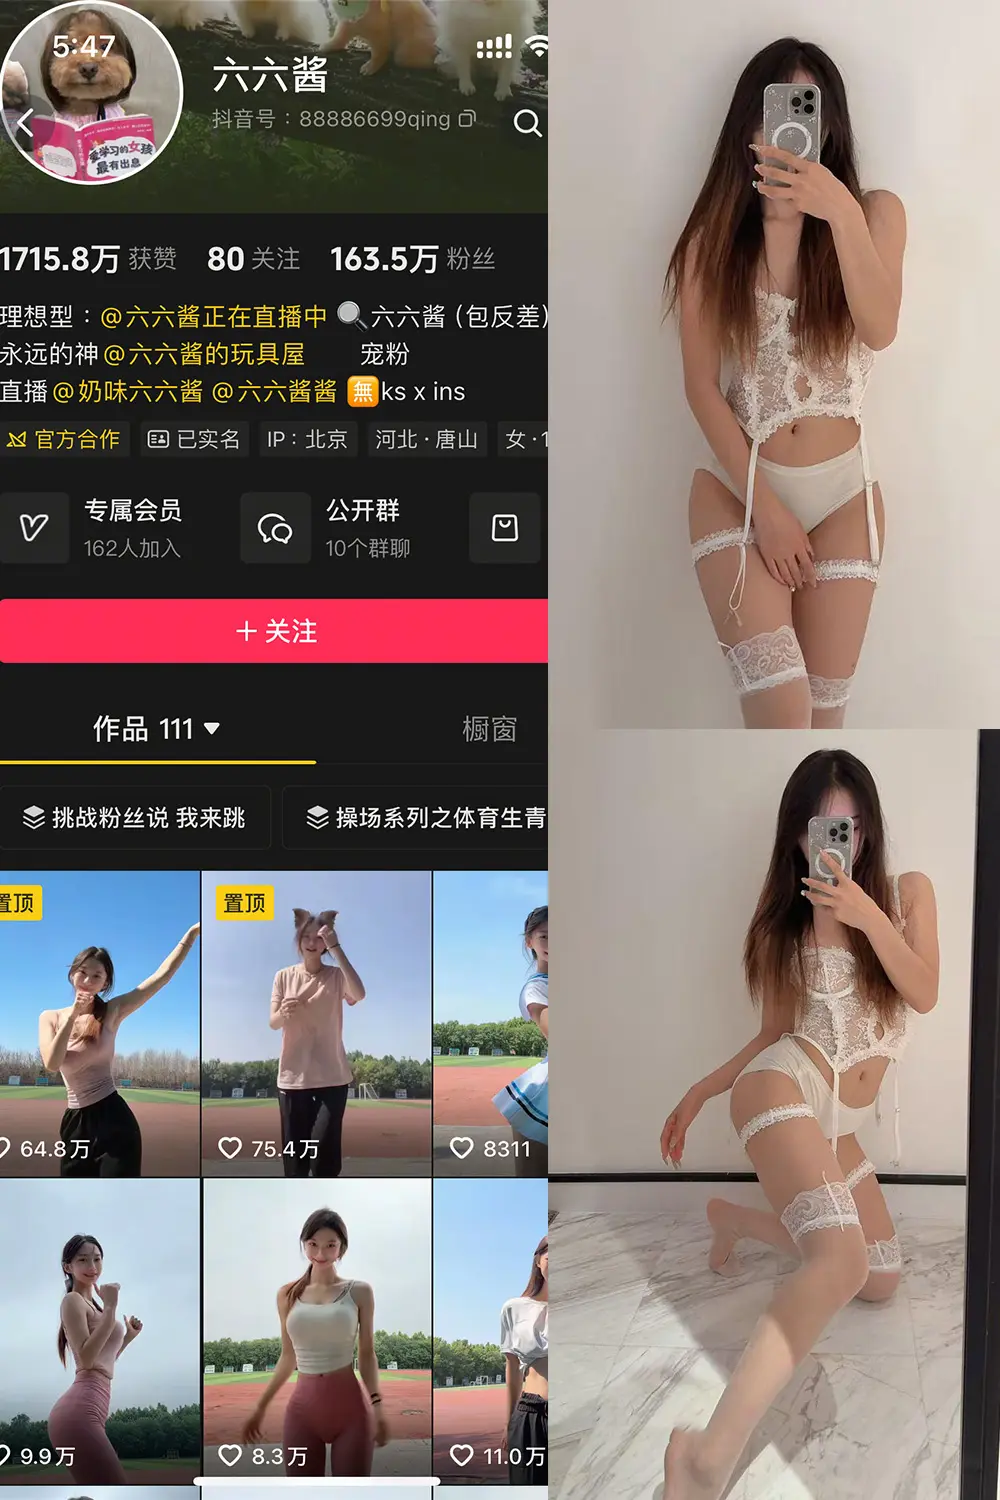 5:47
六六酱
抖音号：88886699qing
爱学习的女孩
最有出息
1715.8万 获赞 80 关注 163.5万 粉丝
理想型：@六六酱正在直播中 🔍六六酱（包反差）
永远的神@六六酱的玩具屋 宠粉
直播@奶味六六酱 @六六酱酱 🈚ks x ins
官方合作 已实名 IP：北京 河北·唐山 女·1
专属会员 公开群
162人加入 10个群聊
+ 关注
作品 111 橱窗
挑战粉丝说 我来跳 操场系列之体育生青
置顶 置顶
64.8万 75.4万 8311
9.9万 8.3万 11.0万